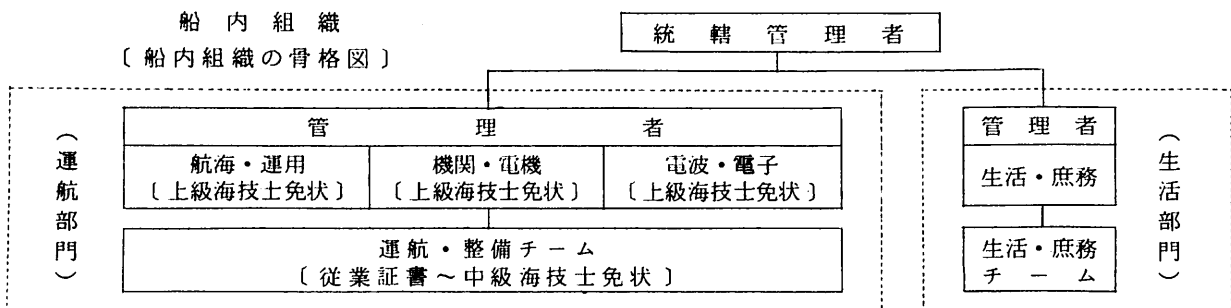 船内組織
〔船内組織の骨格図〕
統轄管理者
（運航部門）
管理者
航海・運用
〔上級海技士免状〕
機関・電機
〔上級海技士免状〕
電波・電子
〔上級海技士免状〕
運航・整備チーム
〔従業証書～中級海技士免状〕
管理者
生活・庶務
生活・庶務
チーム
（生活部門）